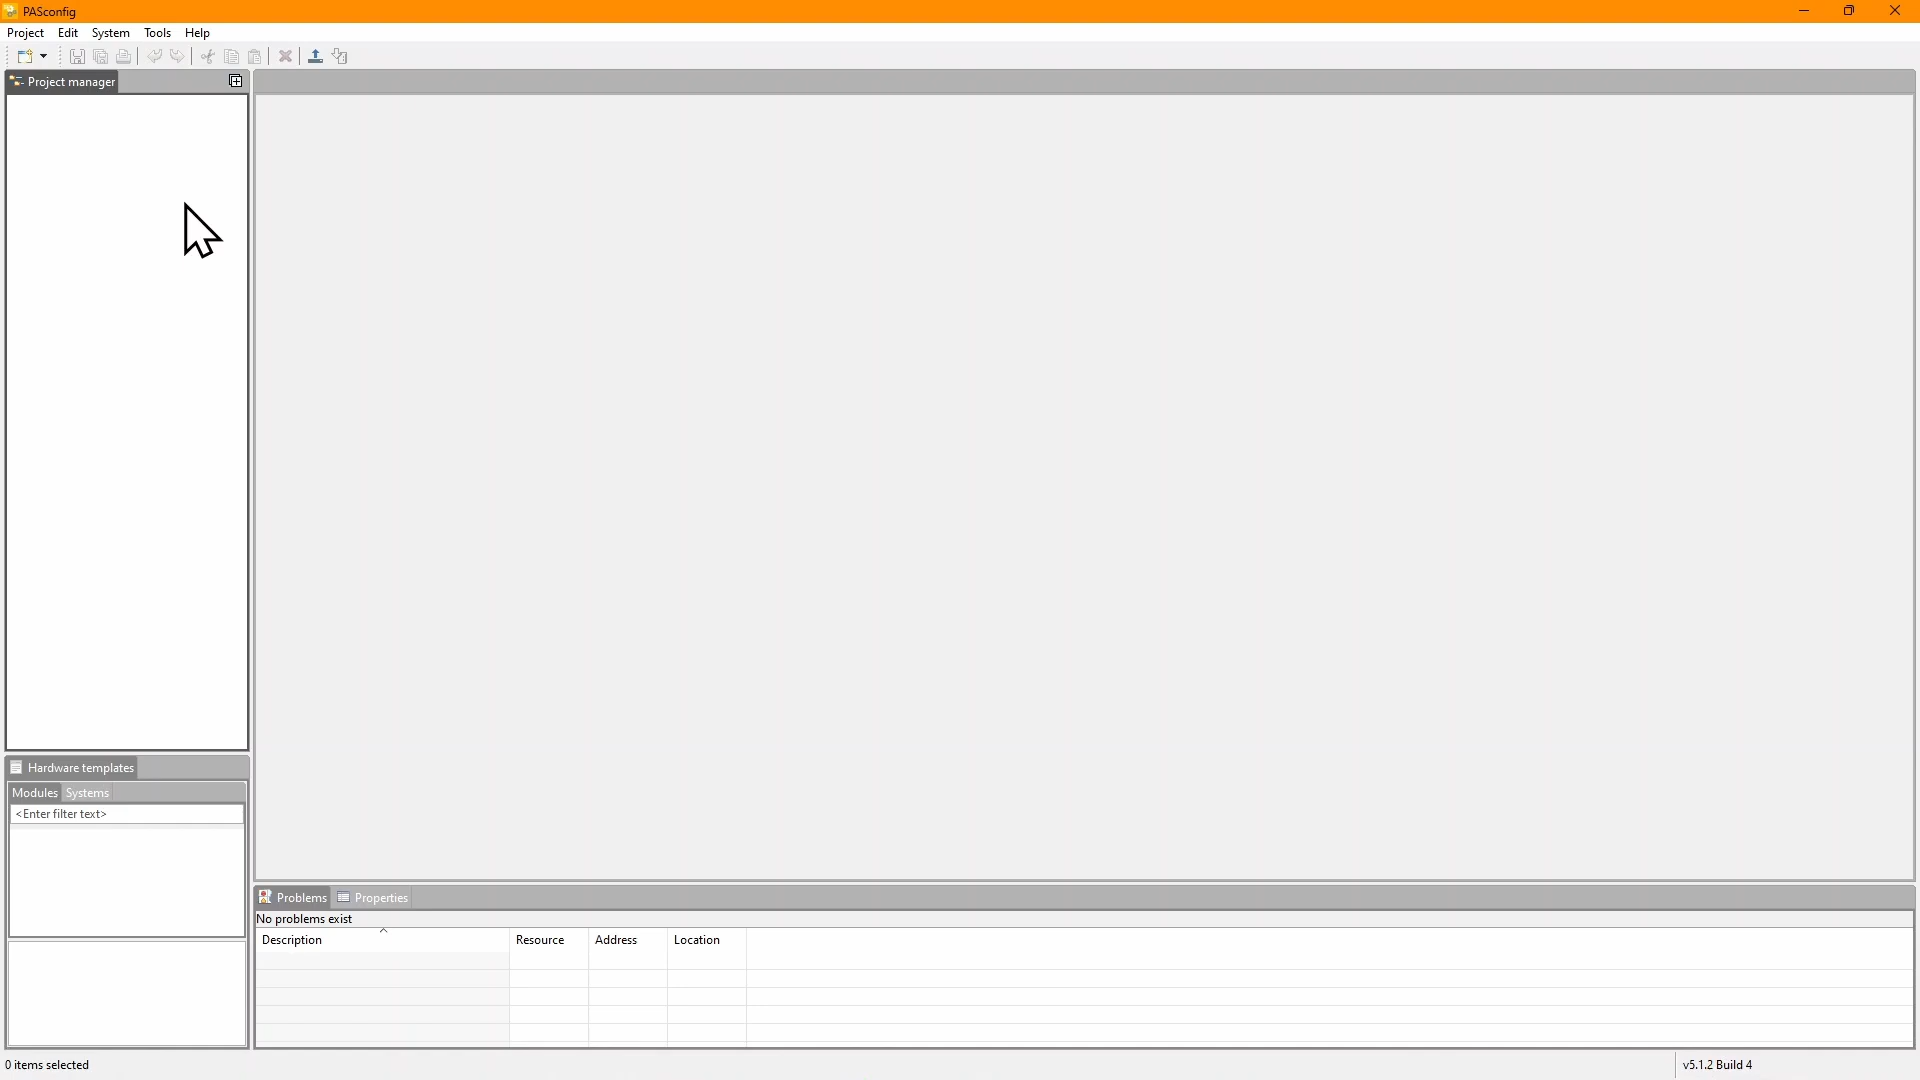 PASconfig
Project Edit System Tools Help
Project manager
Hardware templates
Modules Systems
<Enter filter text>
Problems Properties
No problems exist
Description Resource Address Location
0 items selected
v5.1.2 Build 4